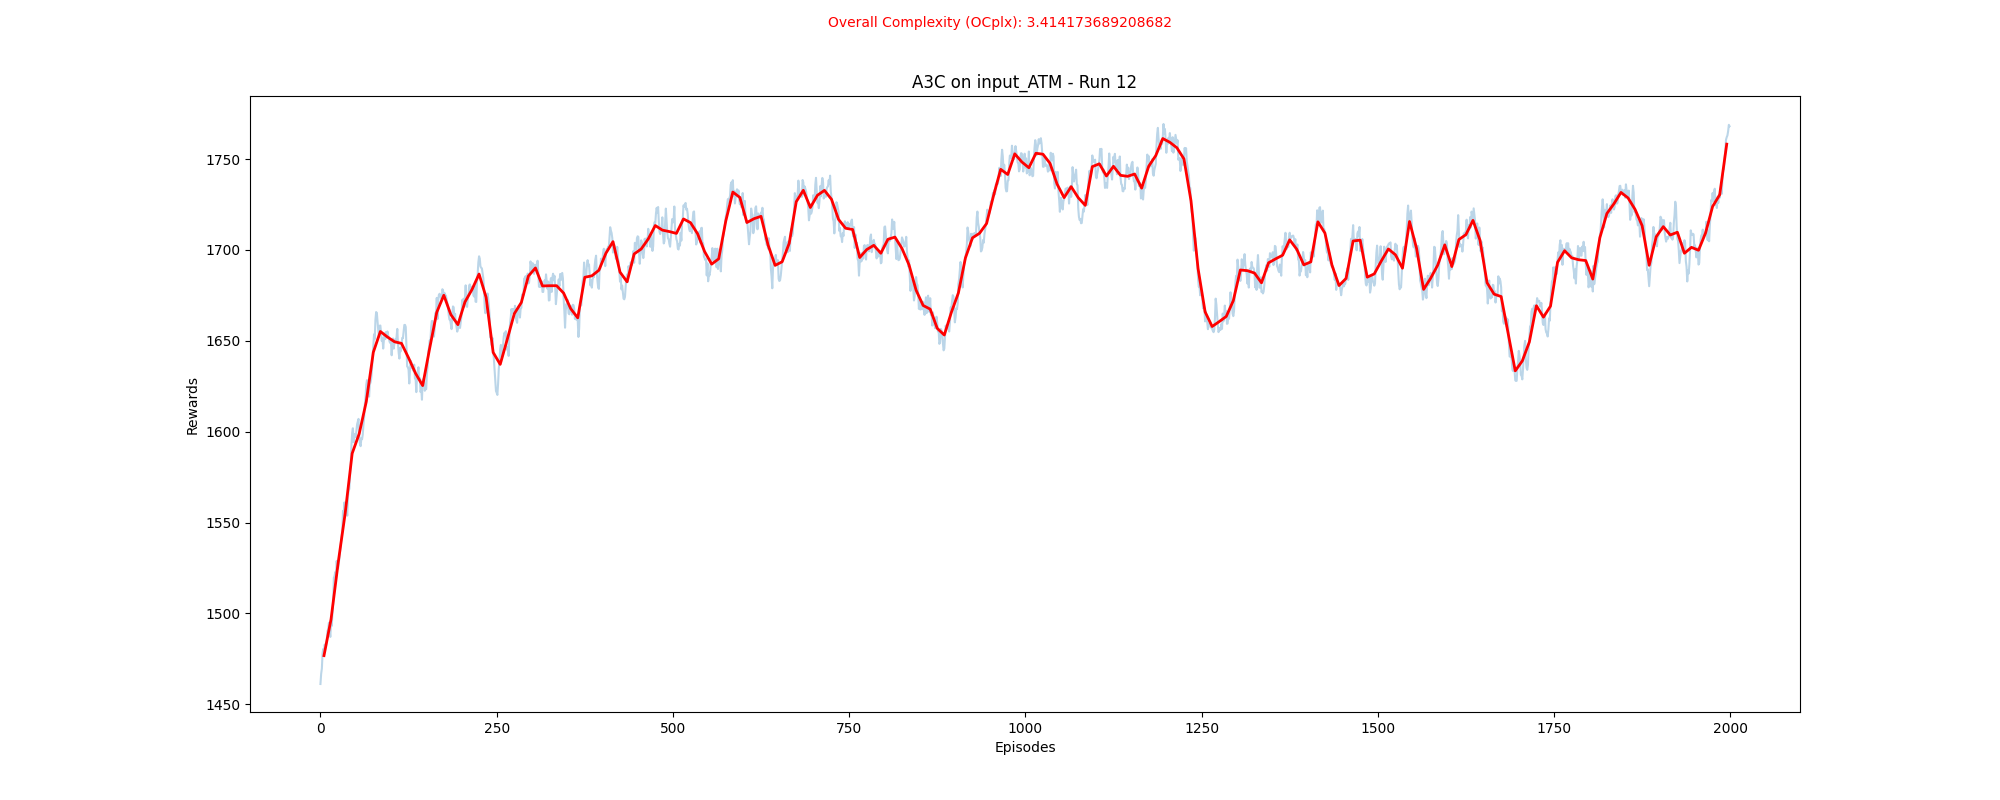 Overall Complexity (OCplx): 3.414173689208682
A3C on input_ATM - Run 12
Rewards
1750
1700
1650
1600
1550
1500
1450
0 250 500 750 1000 1250 1500 1750 2000
Episodes